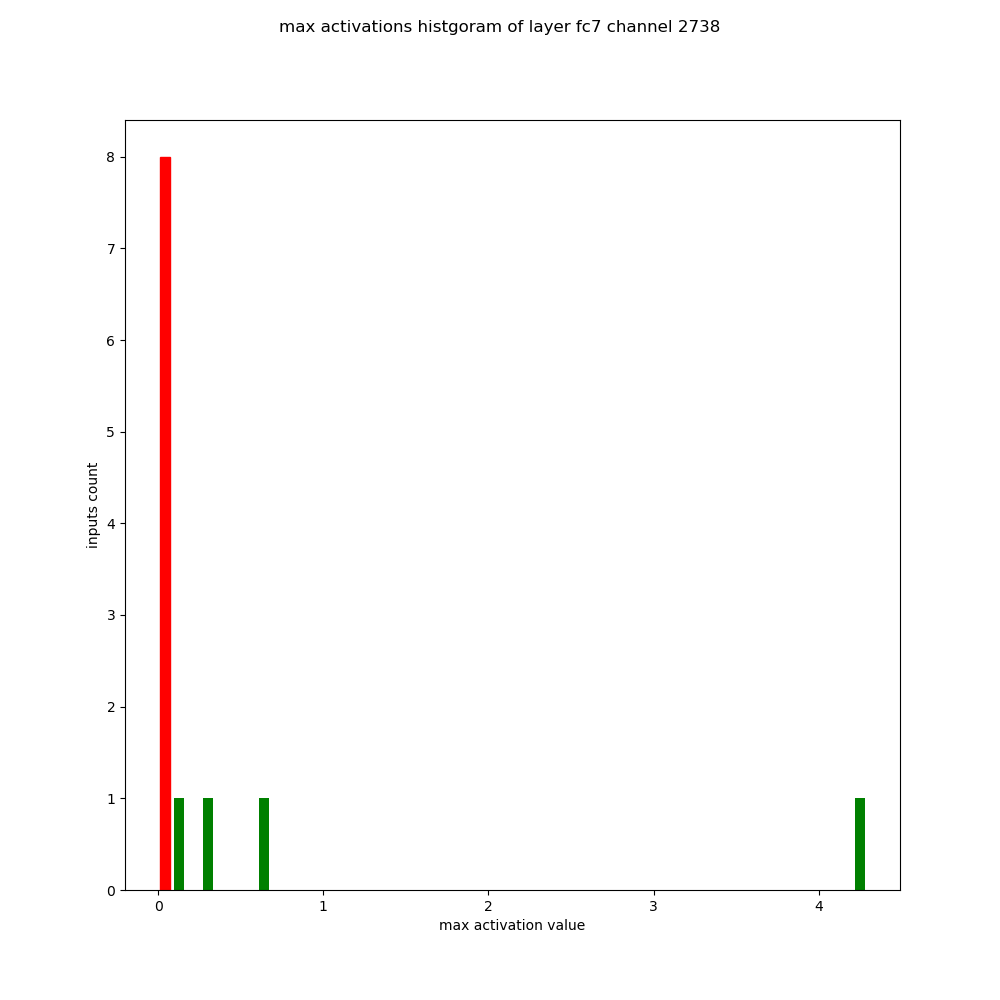 max activations histgoram of layer fc7 channel 2738
8
7
6
5
4
3
2
1
0
inputs count
0 1 2 3 4
max activation value